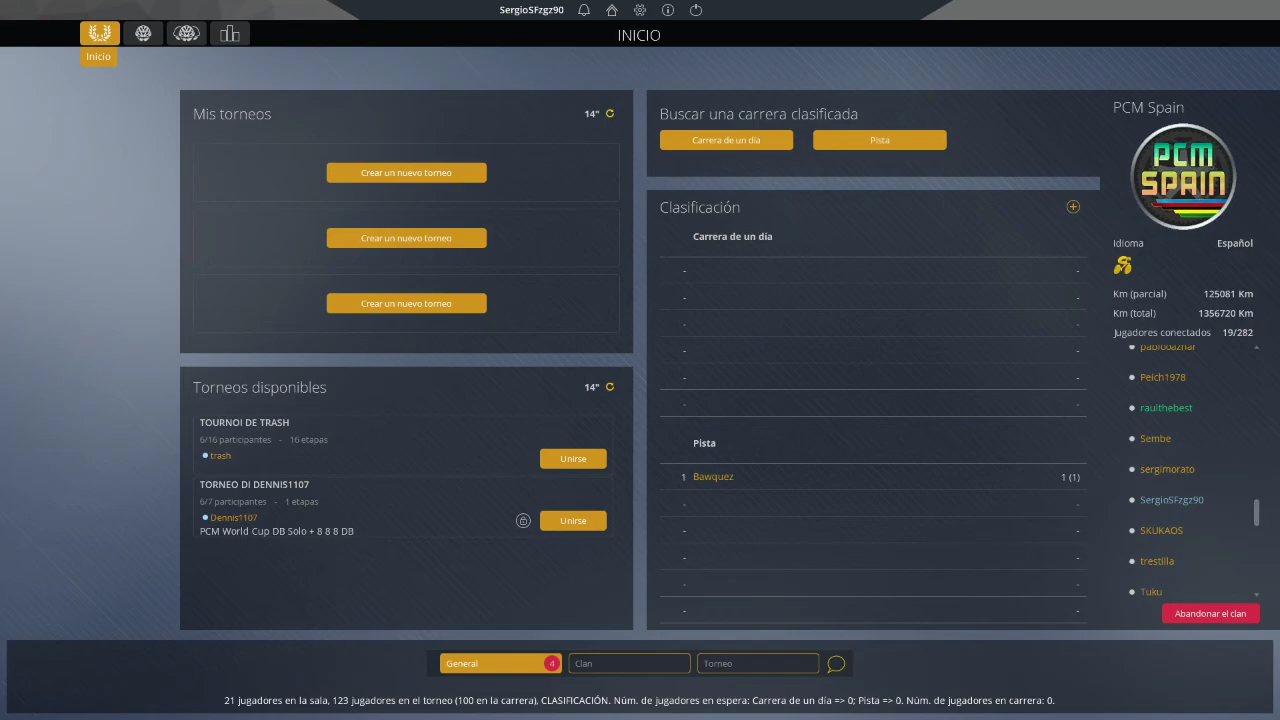 SergioSFzgz90
INICIO
Inicio
Mis torneos
14"
Crear un nuevo torneo
Crear un nuevo torneo
Crear un nuevo torneo
Torneos disponibles
14"
TOURNOI DE TRASH
6/16 participantes - 16 etapas
trash
Unirse
TORNEO DI DENNIS1107
6/7 participantes - 1 etapas
Dennis1107
Unirse
PCM World Cup DB Solo + 8 8 8 DB
Buscar una carrera clasificada
Carrera de un día
Pista
Clasificación
Carrera de un día
- -
- -
- -
- -
- -
- -
Pista
1 Bawquez 1 (1)
- -
- -
- -
- -
- -
PCM Spain
PCM
SPAIN
Idioma Español
Km (parcial) 125081 Km
Km (total) 1356720 Km
Jugadores conectados 19/282
pablooaznar
Peich1978
raulthebest
Sembe
sergimorato
SergioSFzgz90
SKUKAOS
trestilla
Tuku
Abandonar el clan
General 4
Clan
Torneo
21 jugadores en la sala, 123 jugadores en el torneo (100 en la carrera), CLASIFICACIÓN. Núm. de jugadores en espera: Carrera de un día => 0; Pista => 0. Núm. de jugadores en carrera: 0.